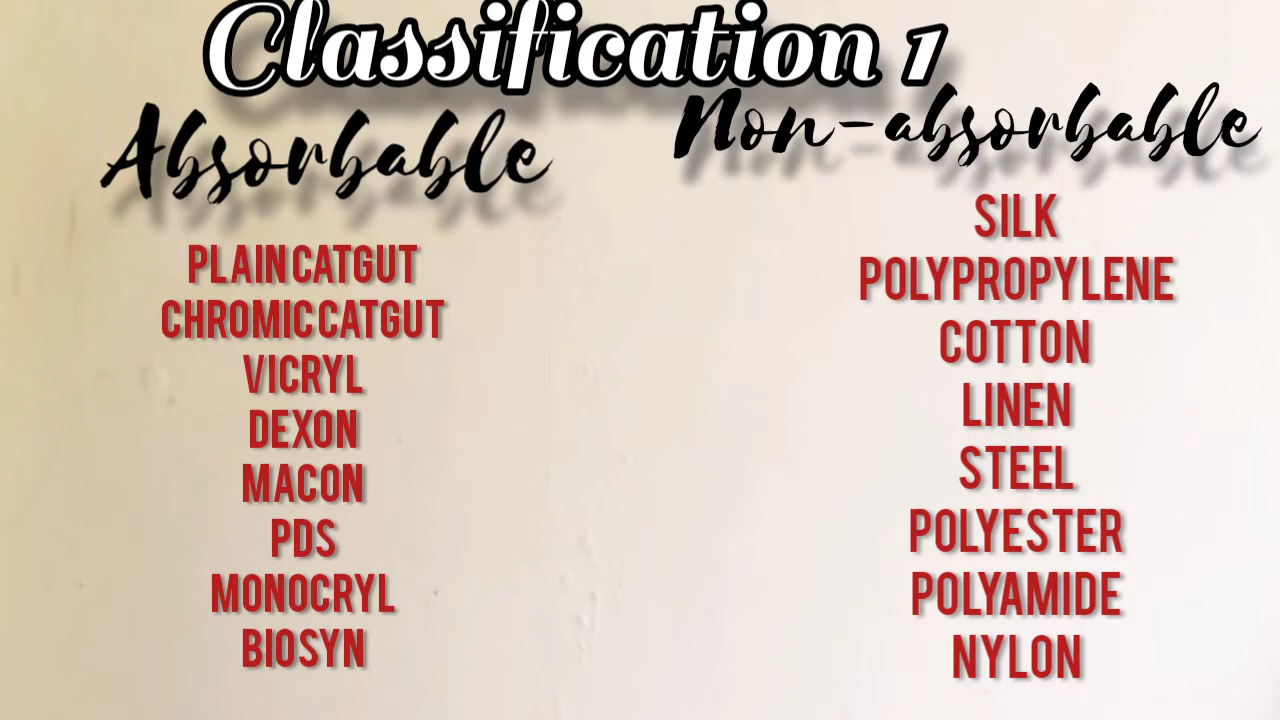 Classification 1
Absorbable
PLAIN CATGUT
CHROMIC CATGUT
VICRYL
DEXON
MACON
PDS
MONOCRYL
BIOSYN
Non-absorbable
SILK
POLYPROPYLENE
COTTON
LINEN
STEEL
POLYESTER
POLYAMIDE
NYLON